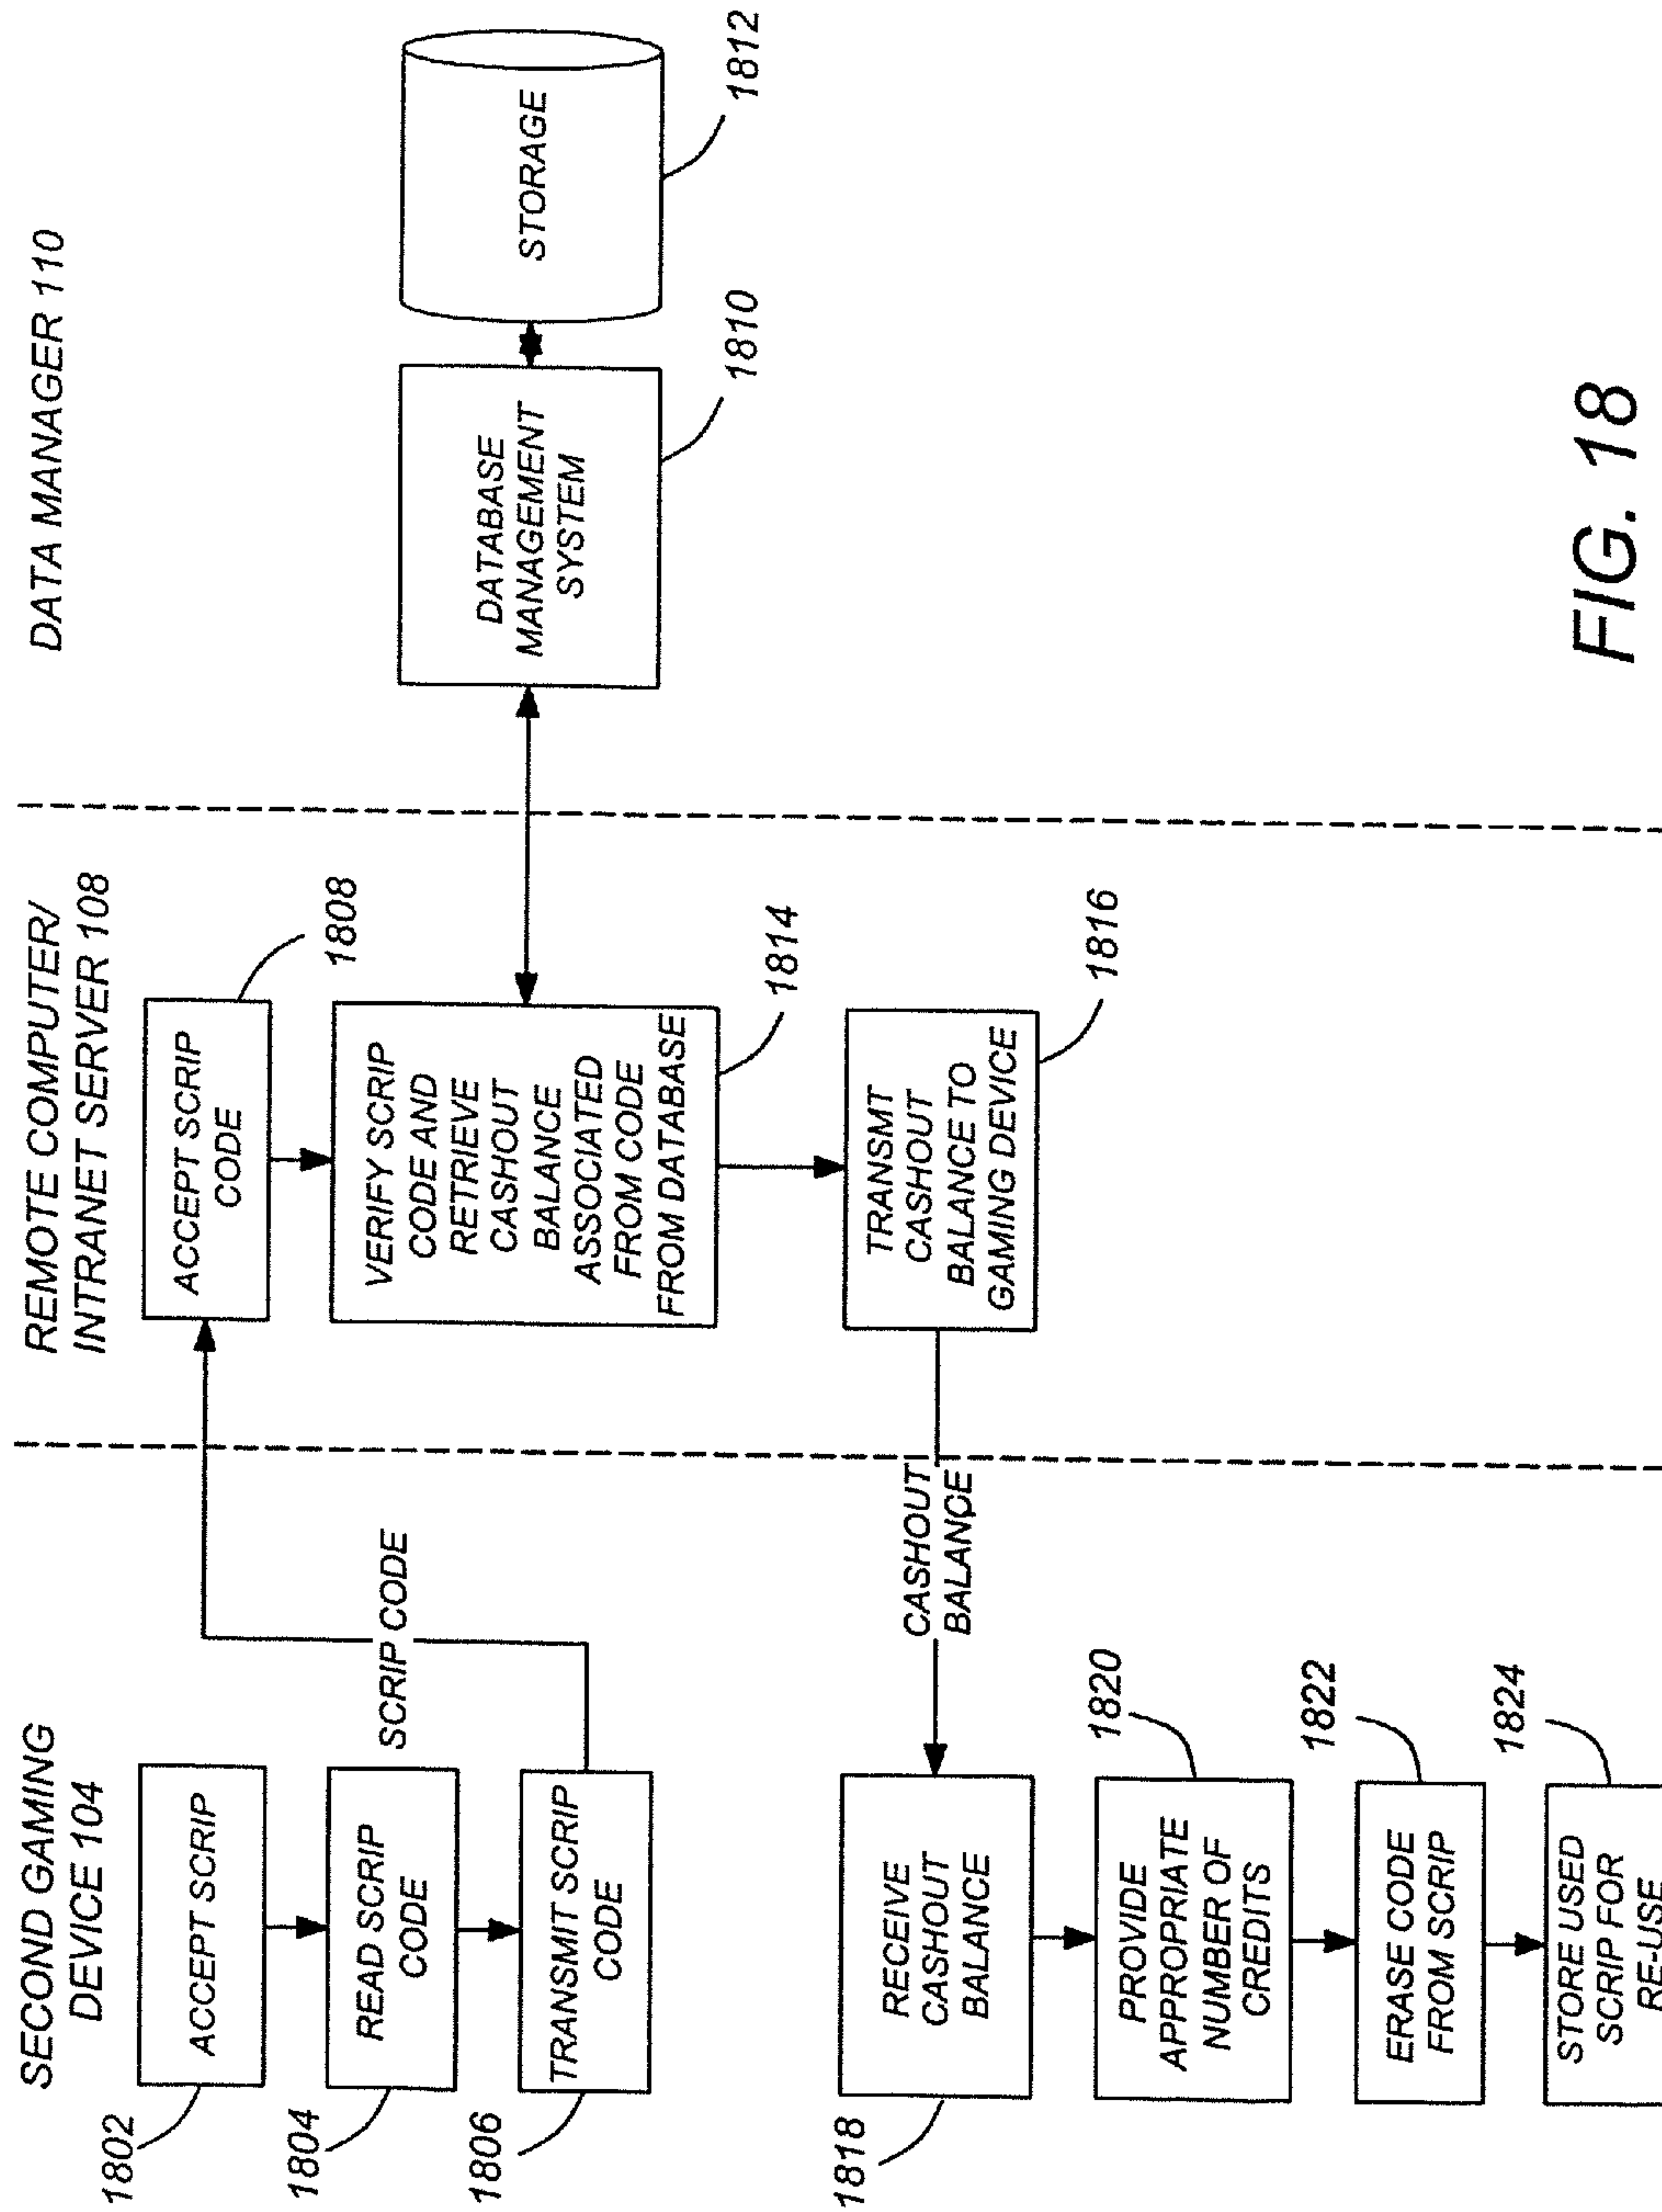 SECOND GAMING
DEVICE 104
1802
ACCEPT SCRIP
1804
READ SCRIP
CODE
1806
TRANSMIT SCRIP
CODE
SCRIP CODE
1818
RECEIVE
CASHOUT
BALANCE
CASHOUT
BALANCE
PROVIDE
APPROPRIATE
NUMBER OF
CREDITS
1820
ERASE CODE
FROM SCRIP
1822
STORE USED
SCRIP FOR
RE-USE
1824
REMOTE COMPUTER/
INTRANET SERVER 108
ACCEPT SCRIP
CODE
1808
VERIFY SCRIP
CODE AND
RETRIEVE
CASHOUT
BALANCE
ASSOCIATED
FROM CODE
FROM DATABASE
1814
TRANSMT
CASHOUT
BALANCE TO
GAMING DEVICE
1816
DATA MANAGER 110
DATABASE
MANAGEMENT
SYSTEM
1810
STORAGE
1812
FIG. 18